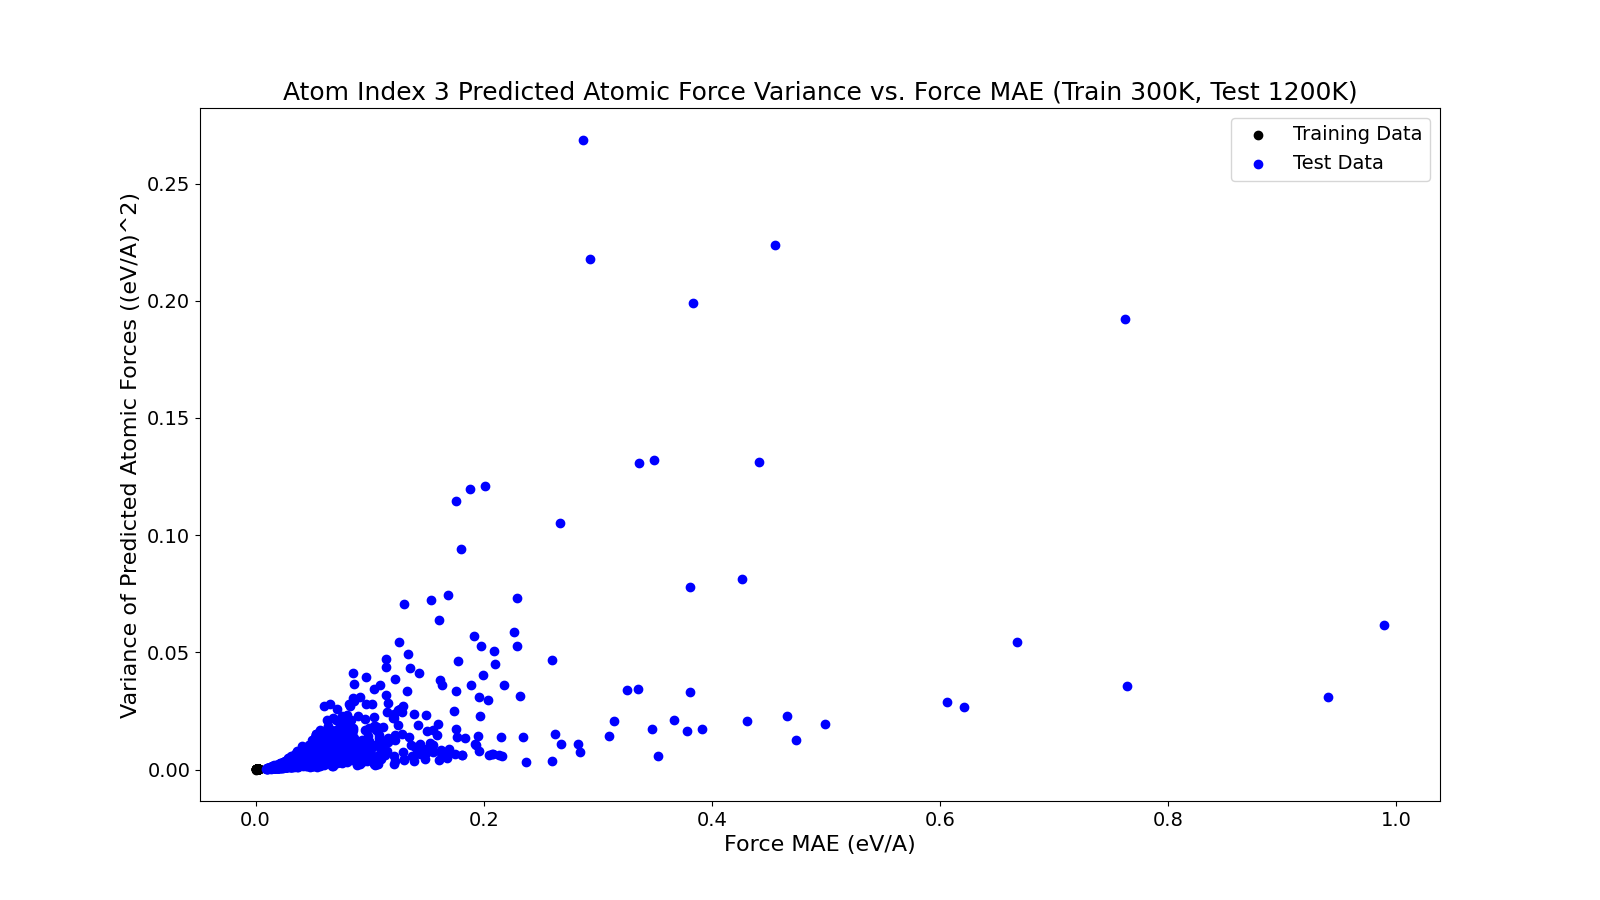 Atom Index 3 Predicted Atomic Force Variance vs. Force MAE (Train 300K, Test 1200K)
Training Data
Test Data
Variance of Predicted Atomic Forces ((eV/A)^2)
0.25
0.20
0.15
0.10
0.05
0.00
0.0 0.2 0.4 0.6 0.8 1.0
Force MAE (eV/A)